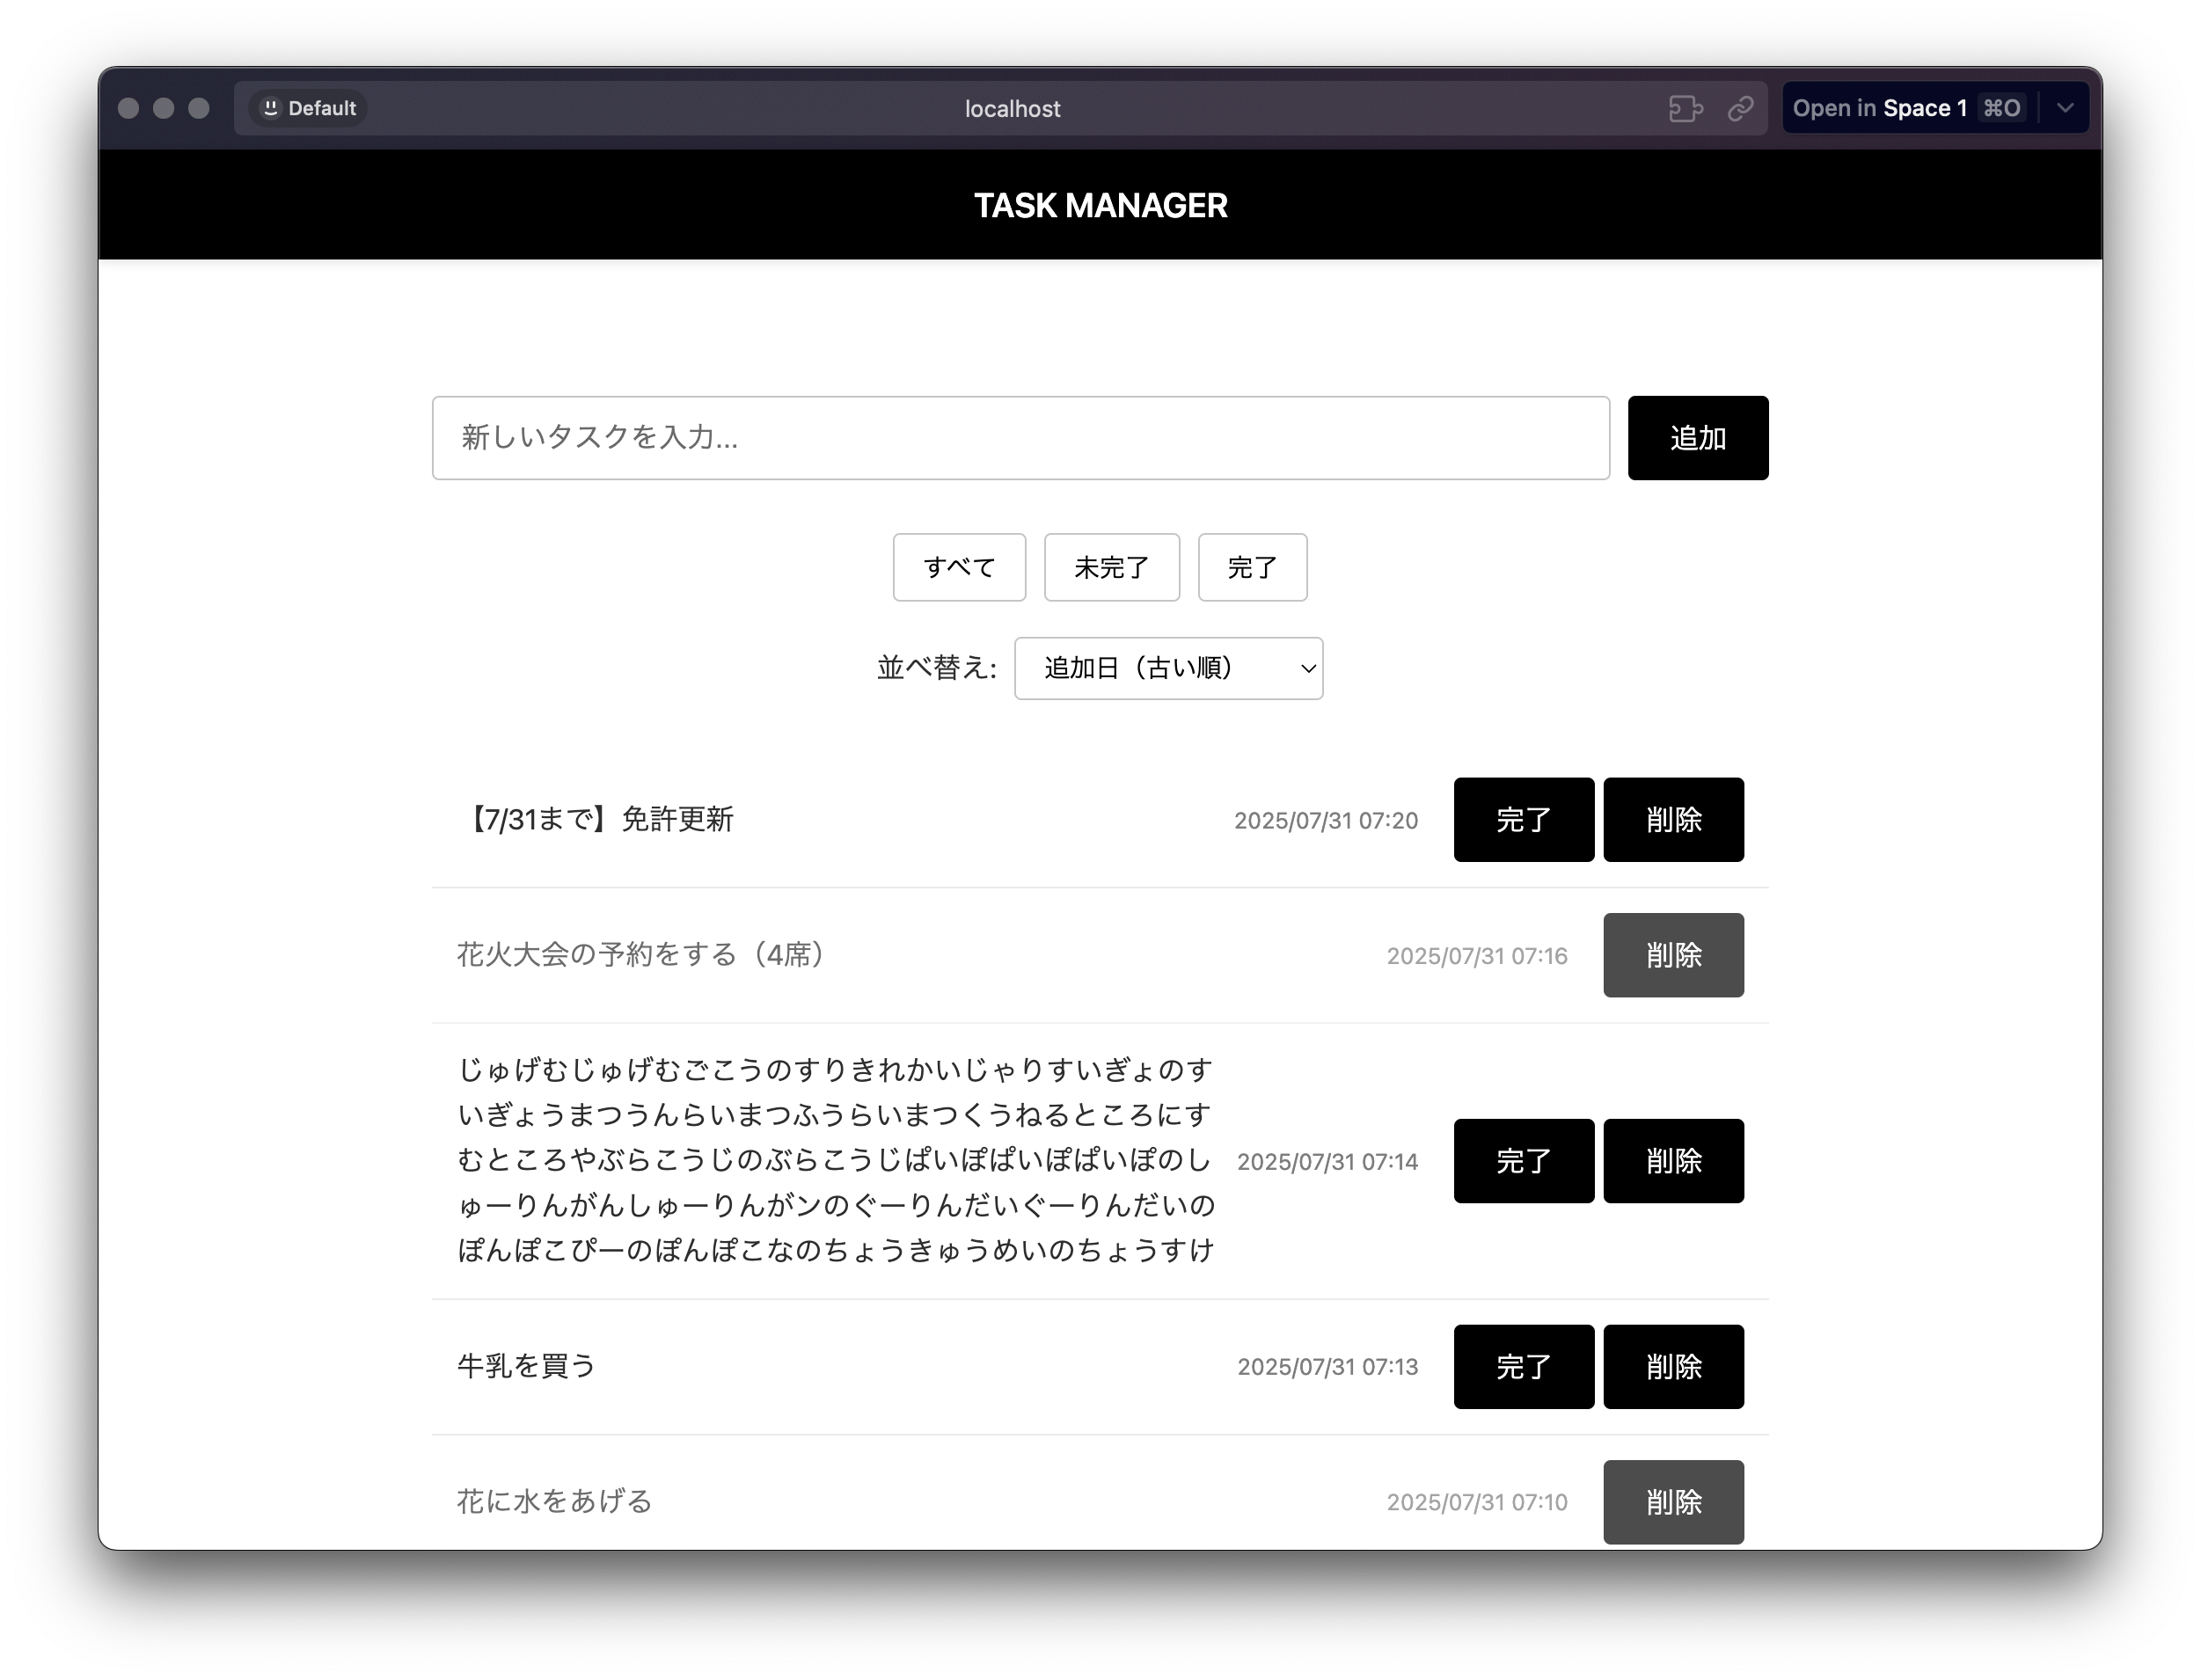 Default
localhost
Open in Space 1 ⌘O
TASK MANAGER
新しいタスクを入力...
追加
すべて
未完了
完了
並べ替え:
追加日（古い順）
【7/31まで】免許更新
2025/07/31 07:20
完了
削除
花火大会の予約をする（4席）
2025/07/31 07:16
削除
じゅげむじゅげむごこうのすりきれかいじゃりすいぎょのす
いぎょうまつうんらいまつふうらいまつくうねるところにす
むところやぶらこうじのぶらこうじぱいぽぱいぽぱいぽのし
ゅーりんがんしゅーりんがンのぐーりんだいぐーりんだいの
ぽんぽこぴーのぽんぽこなのちょうきゅうめいのちょうすけ
2025/07/31 07:14
完了
削除
牛乳を買う
2025/07/31 07:13
完了
削除
花に水をあげる
2025/07/31 07:10
削除